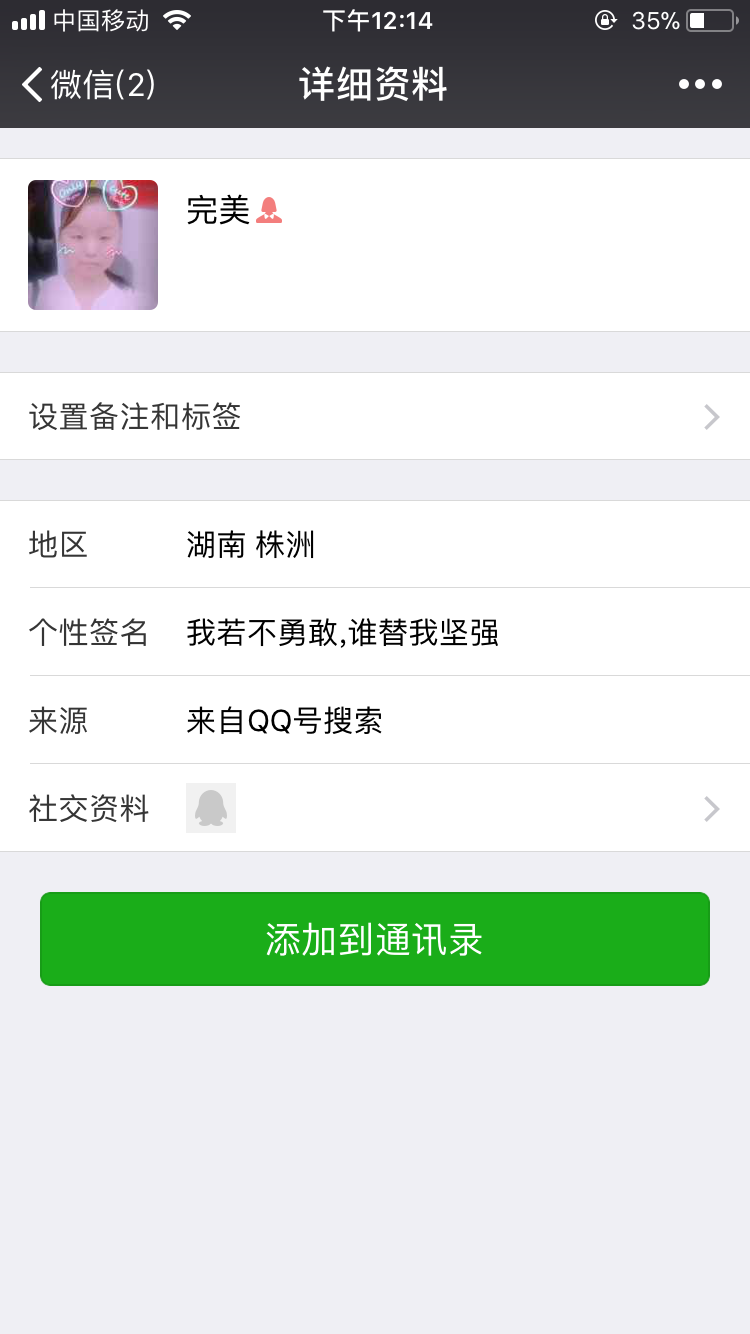 中国移动 下午12:14 35%
微信(2) 详细资料
Only Cute
完美
设置备注和标签
地区 湖南 株洲
个性签名 我若不勇敢,谁替我坚强
来源 来自QQ号搜索
社交资料
添加到通讯录